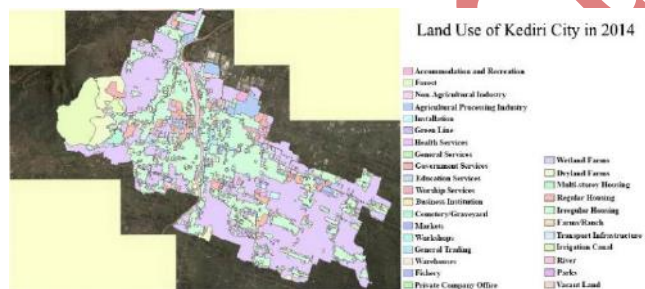 Land Use of Kediri City in 2014
Accommodation and Recreation
Forest
Non Agricultural Industry
Agricultural Processing Industry
Installation
Green Line
Health Services
General Services
Government Services
Education Services
Worship Services
Business Institution
Cemetery/Graveyard
Markets
Workshops
General Trading
Warehouses
Fishery
Private Company Office
Wetland Farms
Dryland Farms
Multi-storey Housing
Regular Housing
Irregular Housing
Farms/Ranch
Transport Infrastructure
Irrigation Canal
River
Parks
Vacant Land